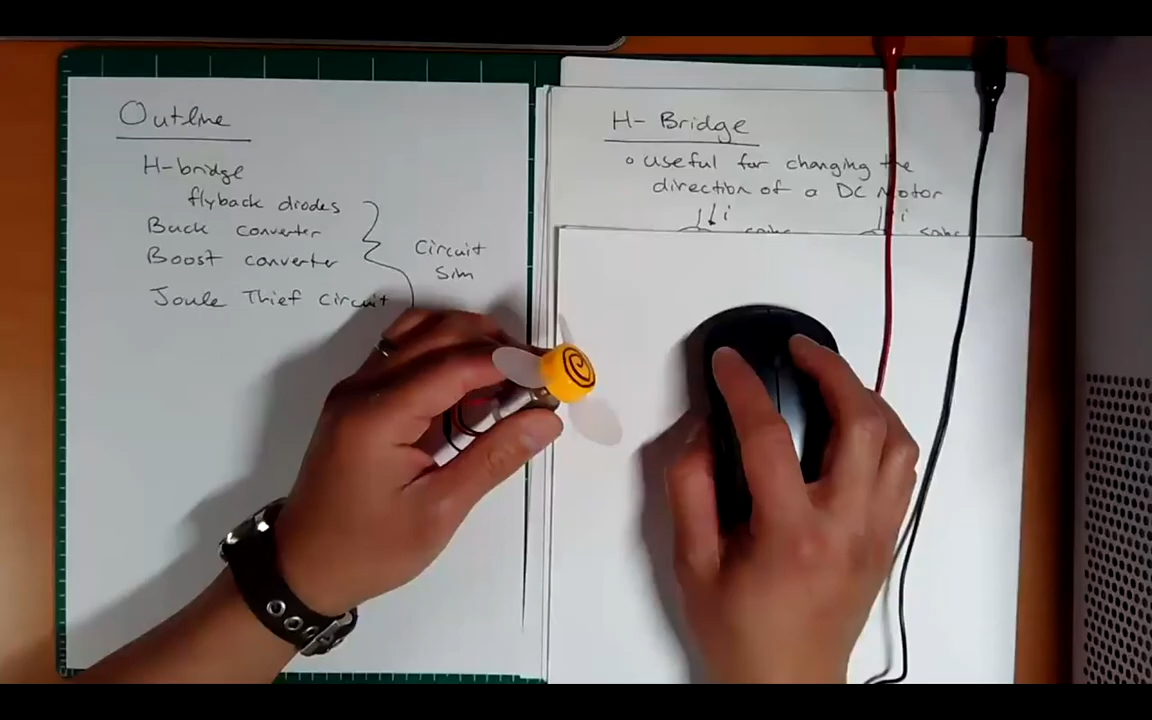 Outline
H-bridge
flyback diodes
Buck converter
Boost converter
Joule Thief Circuit
Circuit
Sim
H-Bridge
◦ useful for changing the
direction of a DC Motor
i
i